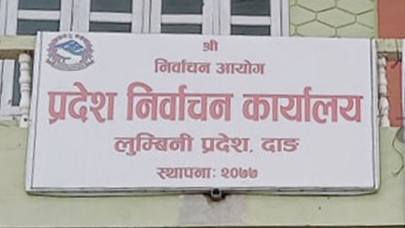 श्री
निर्वाचन आयोग
प्रदेश निर्वाचन कार्यालय
लुम्बिनी प्रदेश, दाङ
स्थापनाः २०७७